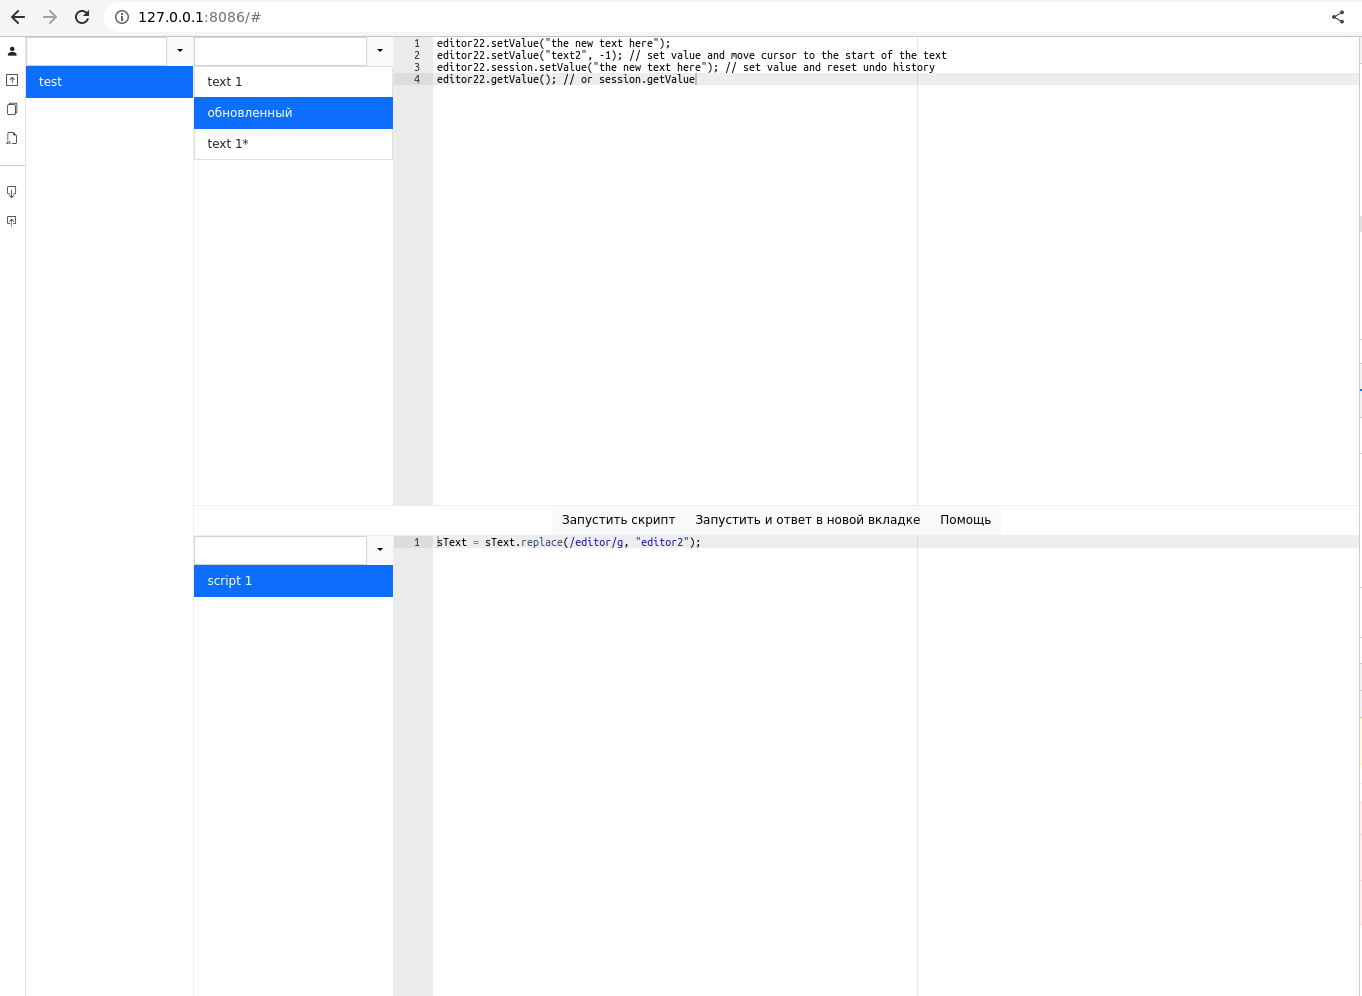 127.0.0.1:8086/#
test
text 1
обновленный
text 1*
1 editor22.setValue("the new text here");
2 editor22.setValue("text2", -1); // set value and move cursor to the start of the text
3 editor22.session.setValue("the new text here"); // set value and reset undo history
4 editor22.getValue(); // or session.getValue
Запустить скрипт Запустить и ответ в новой вкладке Помощь
script 1
1 sText = sText.replace(/editor/g, "editor2");